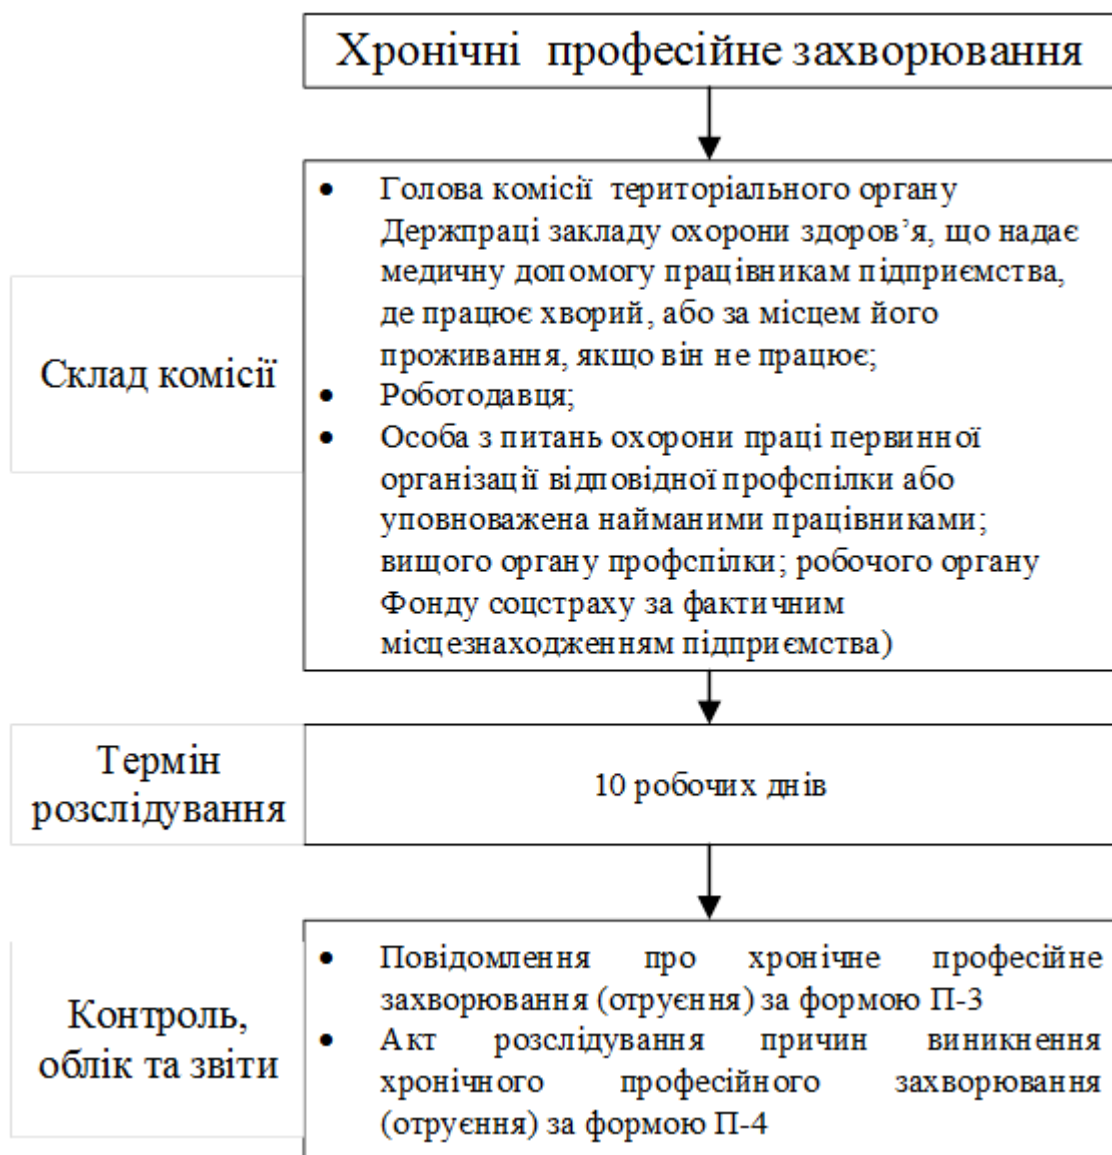 Хронічні професійне захворювання
Склад комісії
• Голова комісії територіального органу
Держпраці закладу охорони здоров’я, що надає
медичну допомогу працівникам підприємства,
де працює хворий, або за місцем його
проживання, якщо він не працює;
• Роботодавця;
• Особа з питань охорони праці первинної
організації відповідної профспілки або
уповноважена найманими працівниками;
вищого органу профспілки; робочого органу
Фонду соцстраху за фактичним
місцезнаходженням підприємства)
Термін
розслідування
10 робочих днів
Контроль,
облік та звіти
• Повідомлення про хронічне професійне
захворювання (отруєння) за формою П-3
• Акт розслідування причин виникнення
хронічного професійного захворювання
(отруєння) за формою П-4